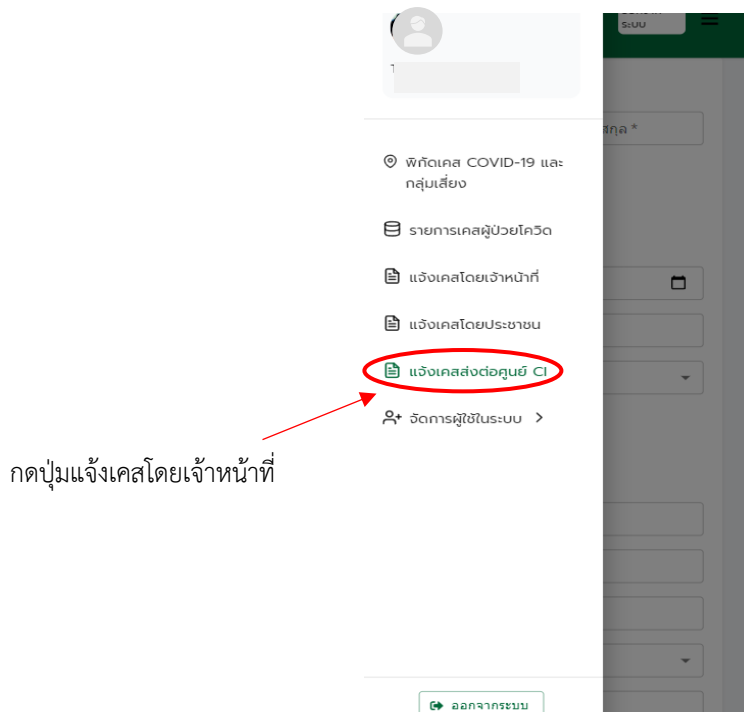 ระบบ
สกุล *
พิกัดเคส COVID-19 และ
กลุ่มเสี่ยง
รายการเคสผู้ป่วยโควิด
แจ้งเคสโดยเจ้าหน้าที่
แจ้งเคสโดยประชาชน
แจ้งเคสส่งต่อศูนย์ CI
จัดการผู้ใช้ในระบบ
กดปุ่มแจ้งเคสโดยเจ้าหน้าที่
ออกจากระบบ